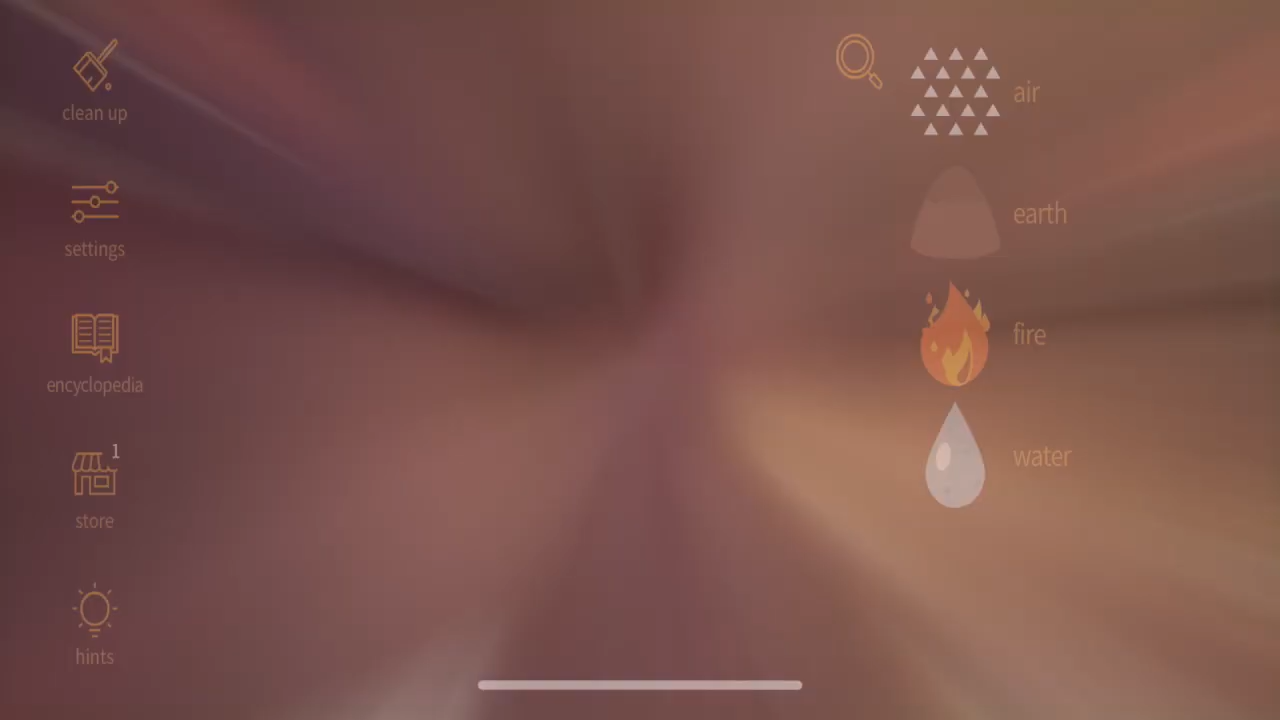 clean up
settings
encyclopedia
1
store
hints
air
earth
fire
water